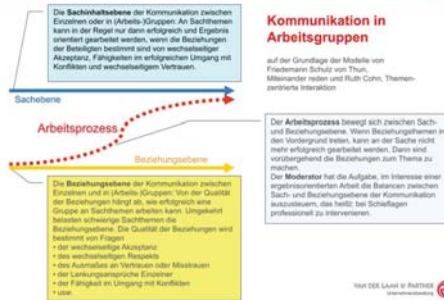 Die Sachinhaltsebene der Kommunikation zwischen
Einzelnen oder in (Arbeits-)Gruppen: An Sachthemen
kann in der Regel nur dann erfolgreich und Ergebnis
orientiert gearbeitet werden, wenn die Beziehungen
der Beteiligten bestimmt sind von wechselseitiger
Akzeptanz, Fähigkeiten im erfolgreichen Umgang mit
Konflikten und wechselseitigem Vertrauen.
Sachebene
Arbeitsprozess
Beziehungsebene
Die Beziehungsebene der Kommunikation zwischen
Einzelnen und in (Arbeits-)Gruppen: Von der Qualität
der Beziehungen hängt ab, wie erfolgreich eine
Gruppe an Sachthemen arbeiten kann. Umgekehrt
belasten schwierige Sachthemen die
Beziehungsebene. Die Qualität der Beziehungen wird
bestimmt von Fragen
• der wechselseitige Akzeptanz
• des wechselseitigen Respekts
• des Ausmaßes an Vertrauen oder Misstrauen
• der Lenkungsansprüche Einzelner
• der Fähigkeit im Umgang mit Konflikten
• usw.
Kommunikation in
Arbeitsgruppen
auf der Grundlage der Modelle von
Friedemann Schulz von Thun,
Miteinander reden und Ruth Cohn, Themen-
zentrierte Interaktion
Der Arbeitsprozess bewegt sich zwischen Sach-
und Beziehungsebene. Wenn Beziehungsthemen in
den Vordergrund treten, kann an der Sache nicht
mehr erfolgreich gearbeitet werden. Dann sind
vorübergehend die Beziehungen zum Thema zu
machen.
Der Moderator hat die Aufgabe, im Interesse einer
ergebnisorientierten Arbeit die Balancen zwischen
Sach- und Beziehungsebene der Kommunikation
auszusteuern, das heißt: bei Schieflagen
professionell zu intervenieren.
VAN DER LAAN & PARTNER
Unternehmensberatung